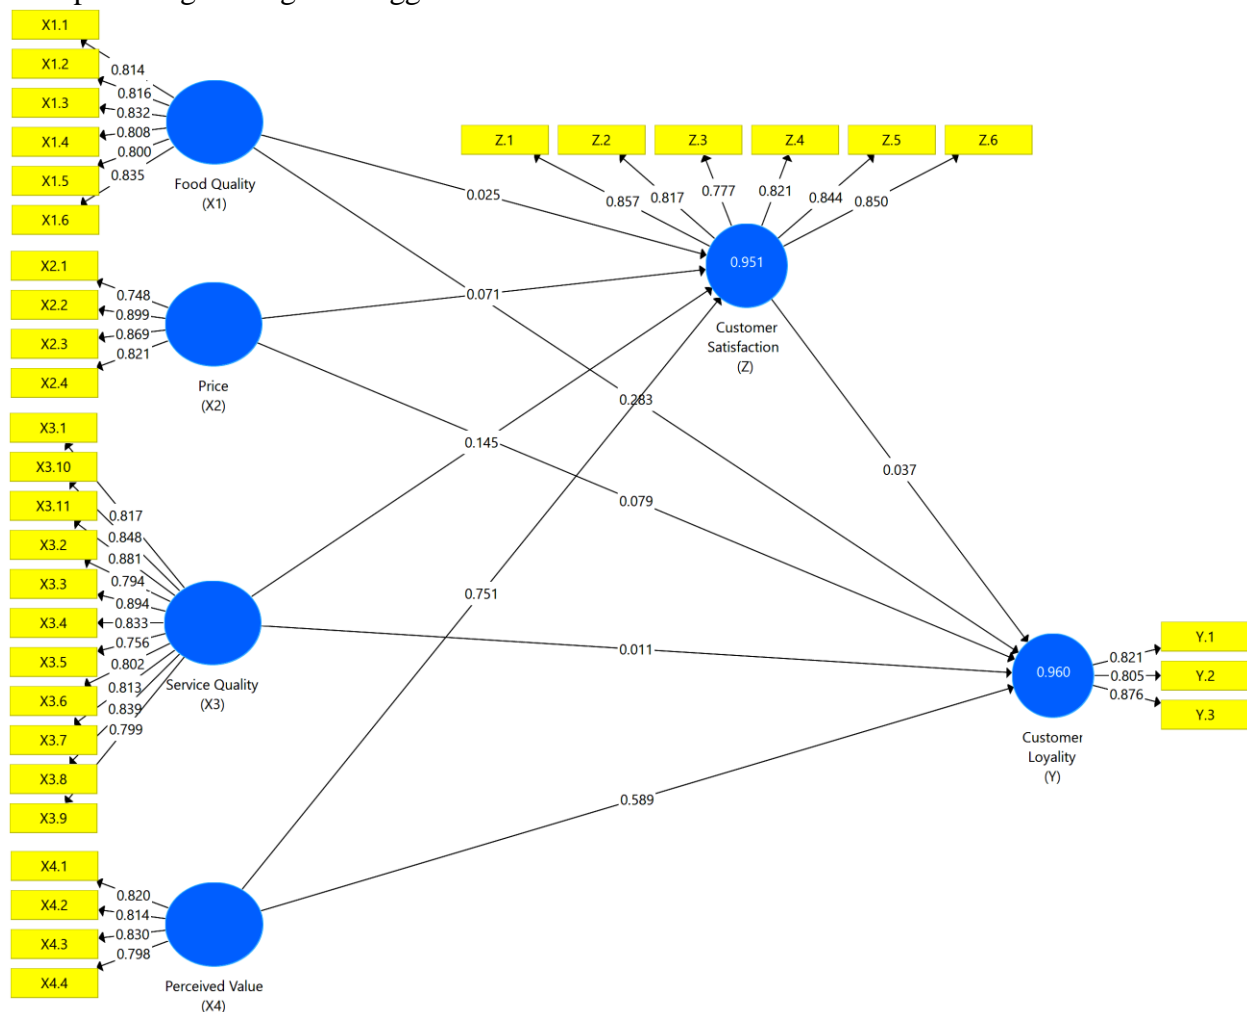 X1.1
X1.2
X1.3
X1.4
X1.5
X1.6
0.814
0.816
0.832
0.808
0.800
0.835
Food Quality
(X1)
X2.1
X2.2
X2.3
X2.4
0.748
0.899
0.869
0.821
Price
(X2)
X3.1
X3.10
X3.11
X3.2
X3.3
X3.4
X3.5
X3.6
X3.7
X3.8
X3.9
0.817
0.848
0.881
0.794
0.894
0.833
0.756
0.802
0.813
0.839
0.799
Service Quality
(X3)
X4.1
X4.2
X4.3
X4.4
0.820
0.814
0.830
0.798
Perceived Value
(X4)
0.025
0.071
0.283
0.145
0.079
0.751
0.011
0.589
0.037
Z.1
Z.2
Z.3
Z.4
Z.5
Z.6
0.857
0.817
0.777
0.821
0.844
0.850
0.951
Customer
Satisfaction
(Z)
0.960
Customer
Loyality
(Y)
0.821
0.805
0.876
Y.1
Y.2
Y.3